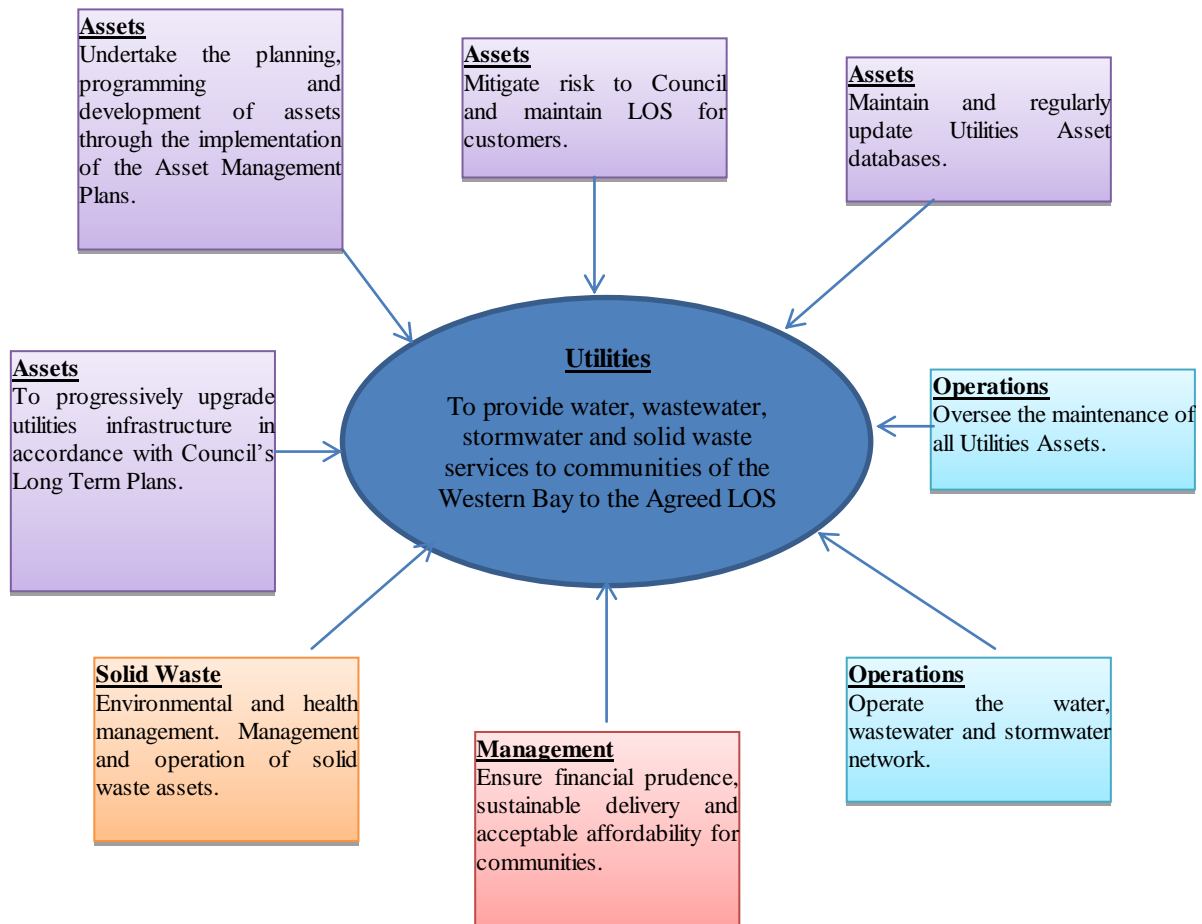 Assets
Undertake the planning,
programming and
development of assets
through the implementation
of the Asset Management
Plans.
Assets
Mitigate risk to Council
and maintain LOS for
customers.
Assets
Maintain and regularly
update Utilities Asset
databases.
Assets
To progressively upgrade
utilities infrastructure in
accordance with Council’s
Long Term Plans.
Utilities
To provide water, wastewater,
stormwater and solid waste
services to communities of the
Western Bay to the Agreed LOS
Operations
Oversee the maintenance of
all Utilities Assets.
Solid Waste
Environmental and health
management. Management
and operation of solid
waste assets.
Management
Ensure financial prudence,
sustainable delivery and
acceptable affordability for
communities.
Operations
Operate the water,
wastewater and stormwater
network.